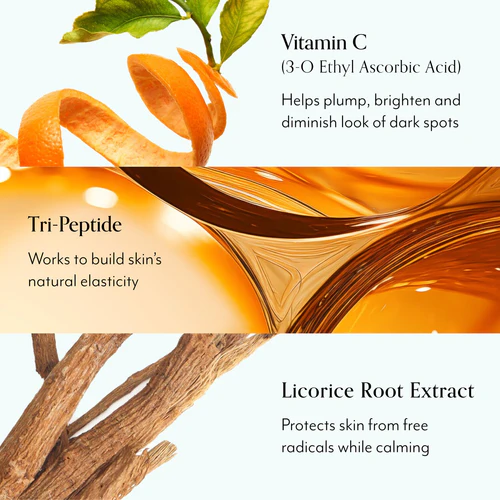 Vitamin C
(3-O Ethyl Ascorbic Acid)
Helps plump, brighten and
diminish look of dark spots
Tri-Peptide
Works to build skin's
natural elasticity
Licorice Root Extract
Protects skin from free
radicals while calming